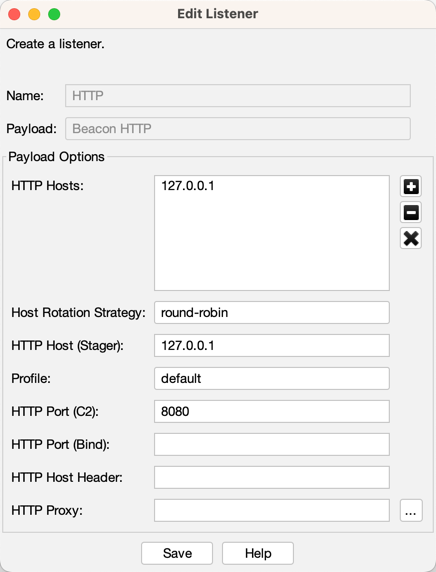 Edit Listener
Create a listener.
Name: HTTP
Payload: Beacon HTTP
Payload Options
HTTP Hosts: 127.0.0.1
Host Rotation Strategy: round-robin
HTTP Host (Stager): 127.0.0.1
Profile: default
HTTP Port (C2): 8080
HTTP Port (Bind):
HTTP Host Header:
HTTP Proxy: ...
Save Help